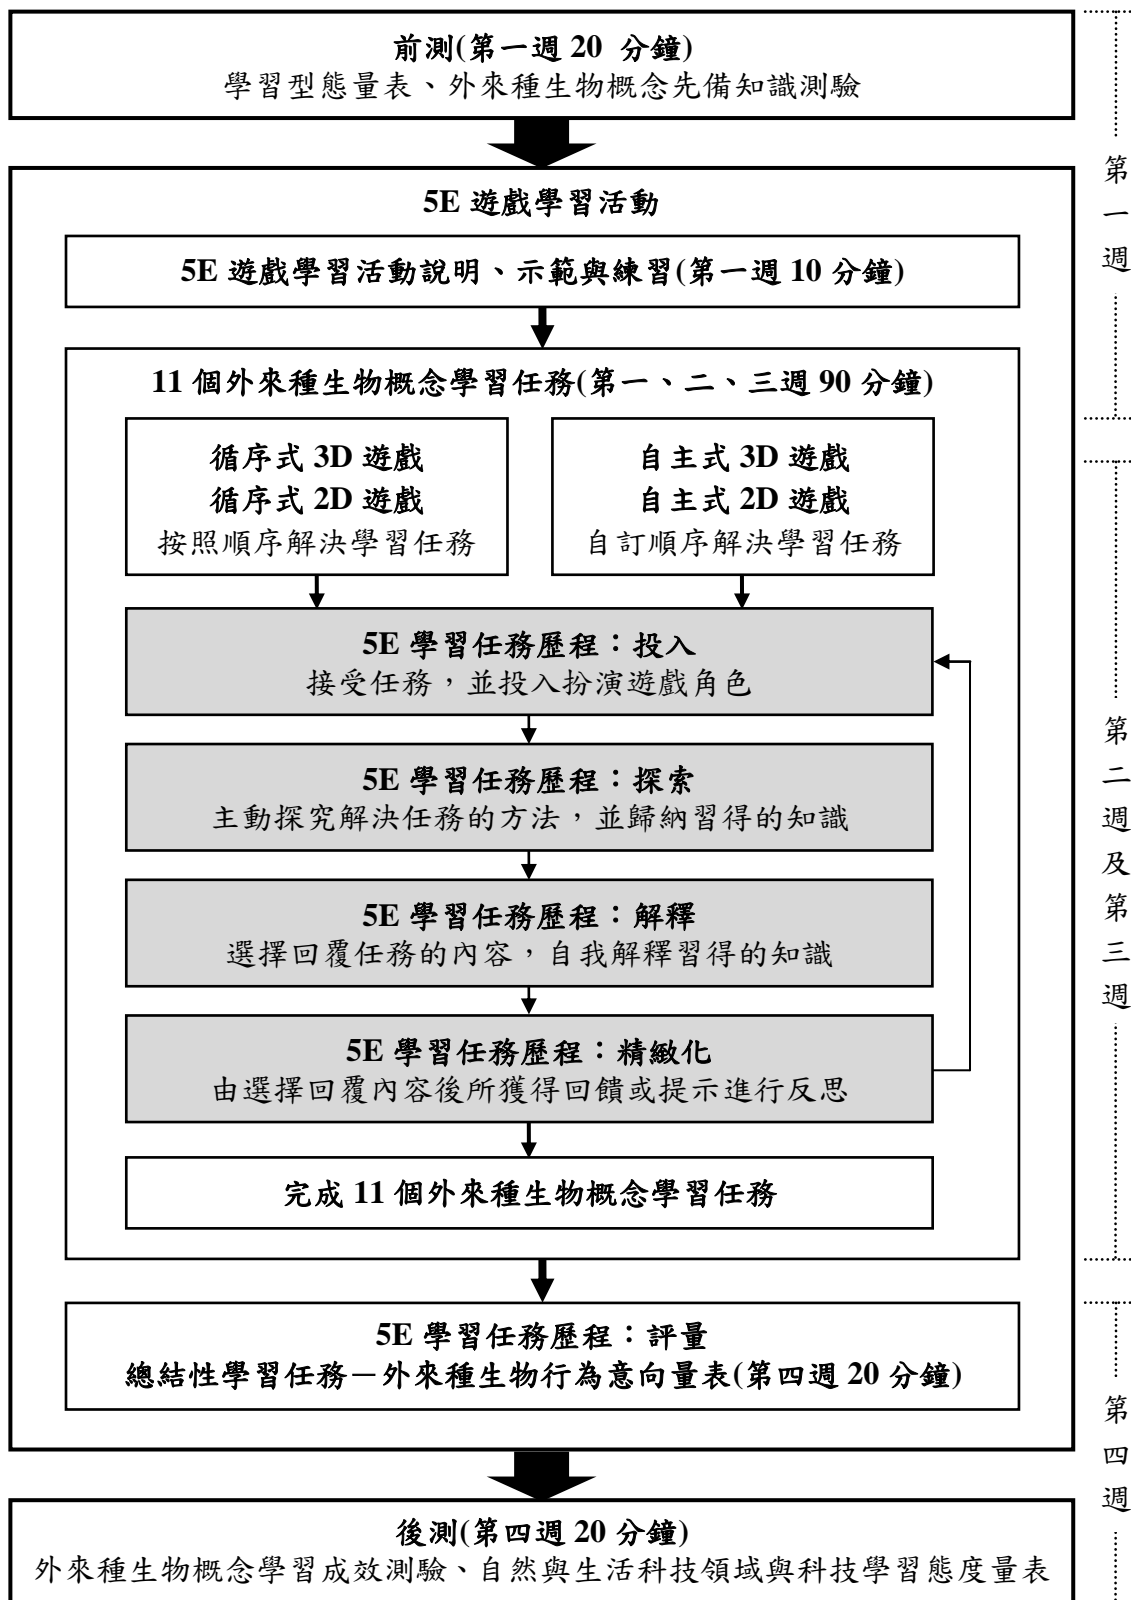 前測(第一週 20 分鐘)
學習型態量表、外來種生物概念先備知識測驗
5E 遊戲學習活動
5E 遊戲學習活動說明、示範與練習(第一週 10 分鐘)
11 個外來種生物概念學習任務(第一、二、三週 90 分鐘)
循序式 3D 遊戲
循序式 2D 遊戲
按照順序解決學習任務
自主式 3D 遊戲
自主式 2D 遊戲
自訂順序解決學習任務
5E 學習任務歷程：投入
接受任務，並投入扮演遊戲角色
5E 學習任務歷程：探索
主動探究解決任務的方法，並歸納習得的知識
5E 學習任務歷程：解釋
選擇回覆任務的內容，自我解釋習得的知識
5E 學習任務歷程：精緻化
由選擇回覆內容後所獲得回饋或提示進行反思
完成 11 個外來種生物概念學習任務
5E 學習任務歷程：評量
總結性學習任務－外來種生物行為意向量表(第四週 20 分鐘)
後測(第四週 20 分鐘)
外來種生物概念學習成效測驗、自然與生活科技領域與科技學習態度量表
第一週
第二週及第三週
第四週